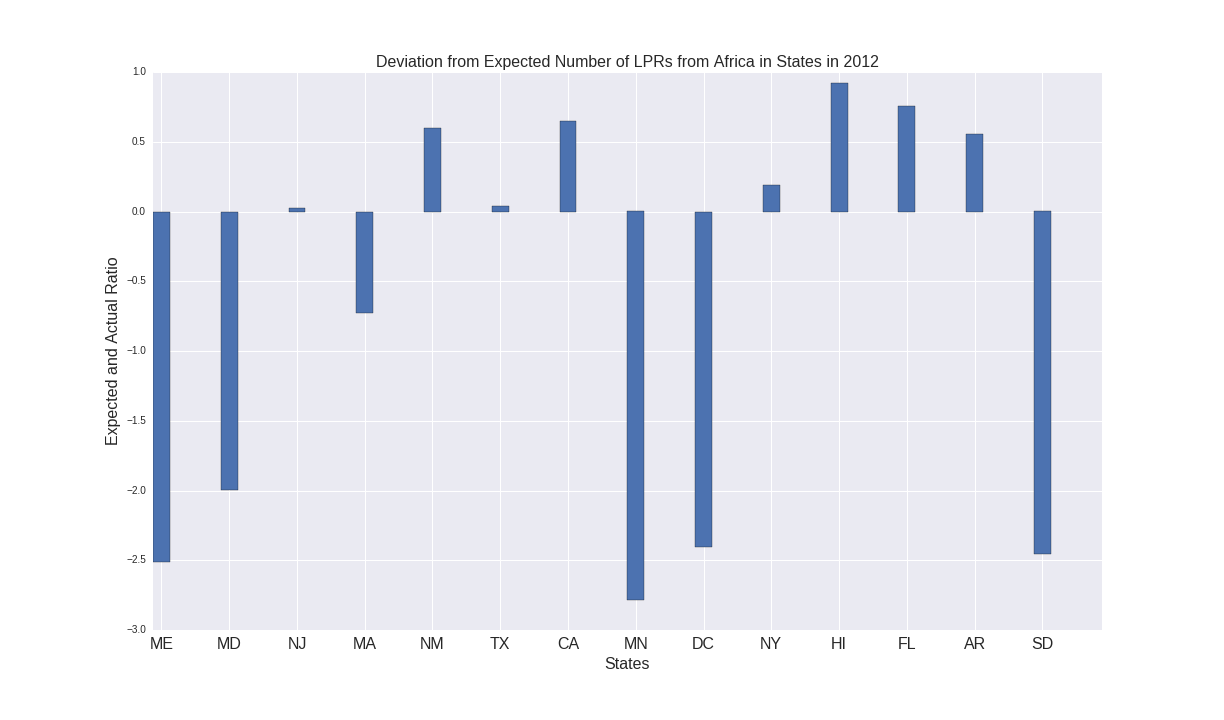 Deviation from Expected Number of LPRs from Africa in States in 2012
1.0
0.5
0.0
−0.5
−1.0
−1.5
−2.0
−2.5
−3.0
Expected and Actual Ratio
ME MD NJ MA NM TX CA MN DC NY HI FL AR SD
States